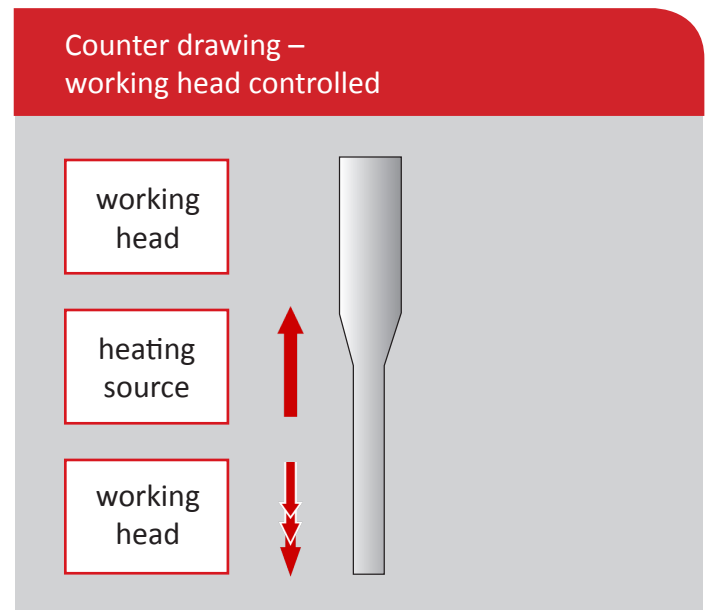 Counter drawing –
working head controlled
working
head
heating
source
working
head